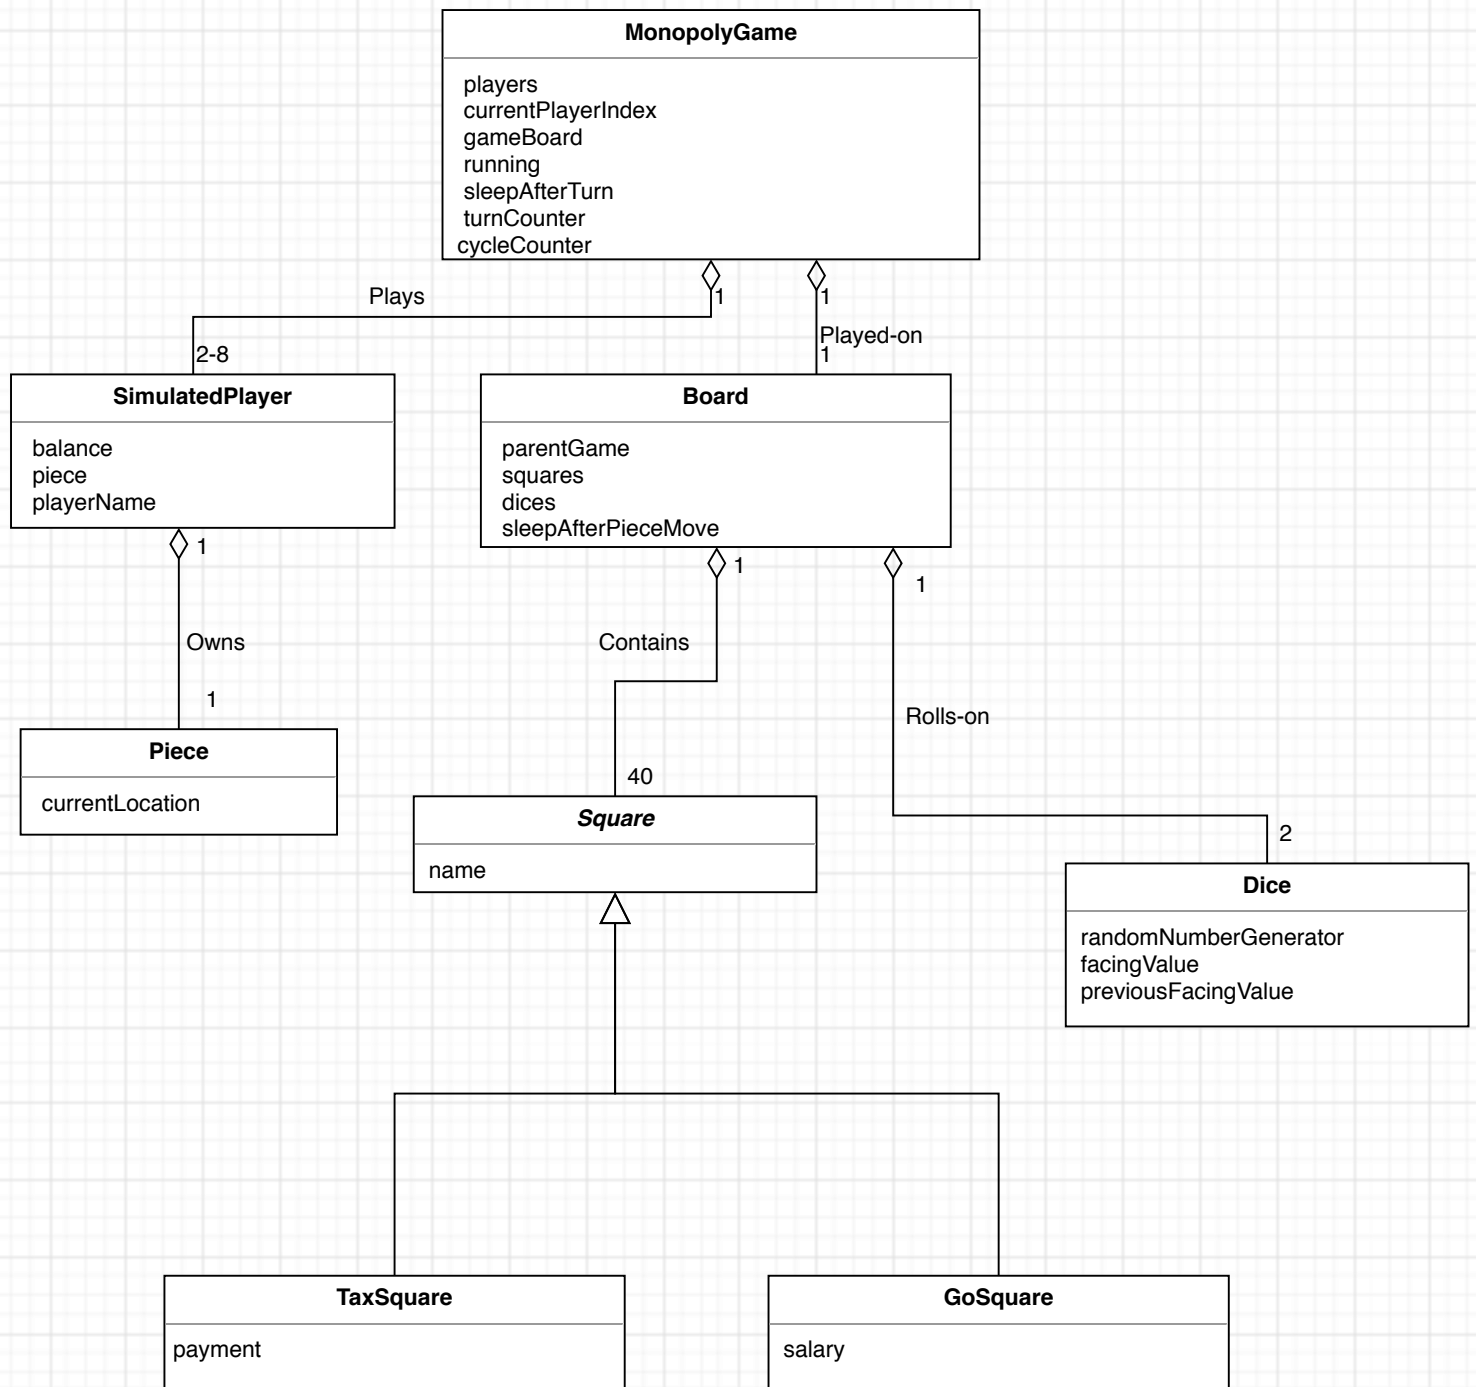 MonopolyGame
players
currentPlayerIndex
gameBoard
running
sleepAfterTurn
turnCounter
cycleCounter
1
1
Plays
Played-on
2-8
1
SimulatedPlayer
balance
piece
playerName
Board
parentGame
squares
dices
sleepAfterPieceMove
1
1
1
Owns
Contains
1
Rolls-on
Piece
currentLocation
40
Square
name
2
Dice
randomNumberGenerator
facingValue
previousFacingValue
TaxSquare
payment
GoSquare
salary